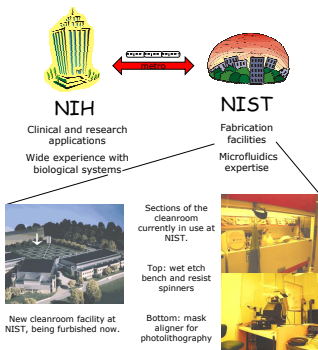 metro
NIH
NIST
Clinical and research
applications
Wide experience with
biological systems
Fabrication
facilities
Microfluidics
expertise
Sections of the
cleanroom
currently in use at
NIST.
Top: wet etch
bench and resist
spinners
Bottom: mask
aligner for
photolithography
New cleanroom facility at
NIST, being furbished now.